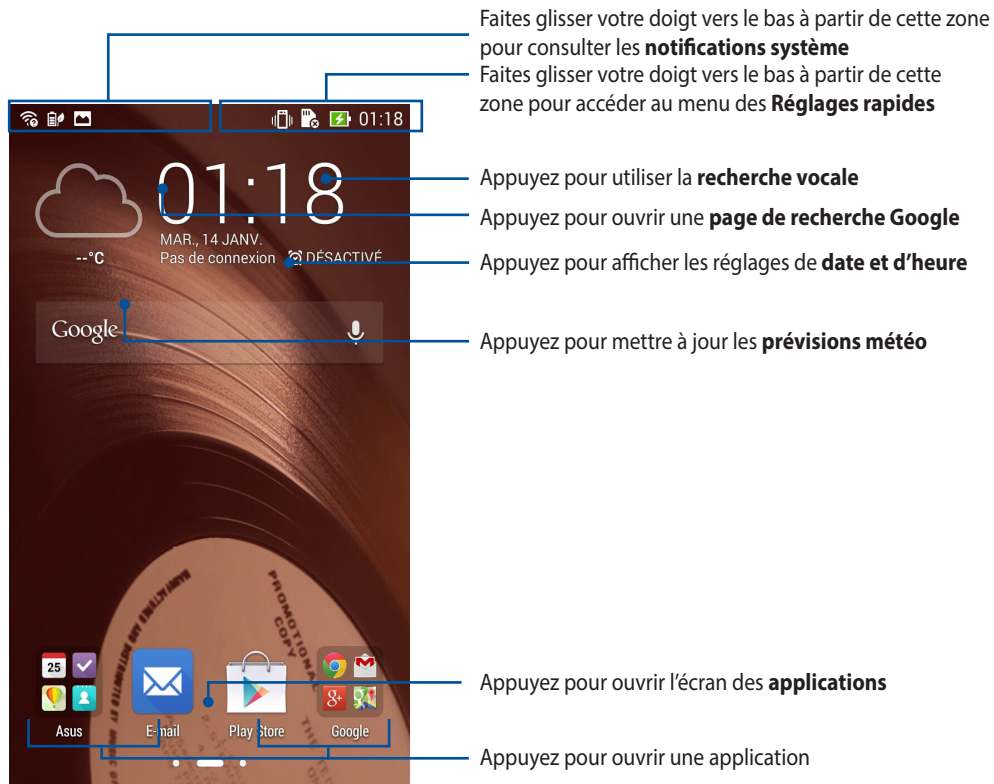 Faites glisser votre doigt vers le bas à partir de cette zone
pour consulter les notifications système
Faites glisser votre doigt vers le bas à partir de cette
zone pour accéder au menu des Réglages rapides
01:18
01:18
MAR., 14 JANV.
Pas de connexion
DÉSACTIVÉ
--°C
Appuyez pour utiliser la recherche vocale
Appuyez pour ouvrir une page de recherche Google
Appuyez pour afficher les réglages de date et d'heure
Google
Appuyez pour mettre à jour les prévisions météo
PROMOTIONAL
COPY
25
8+
Asus
E-mail
Play Store
Google
Appuyez pour ouvrir l'écran des applications
Appuyez pour ouvrir une application